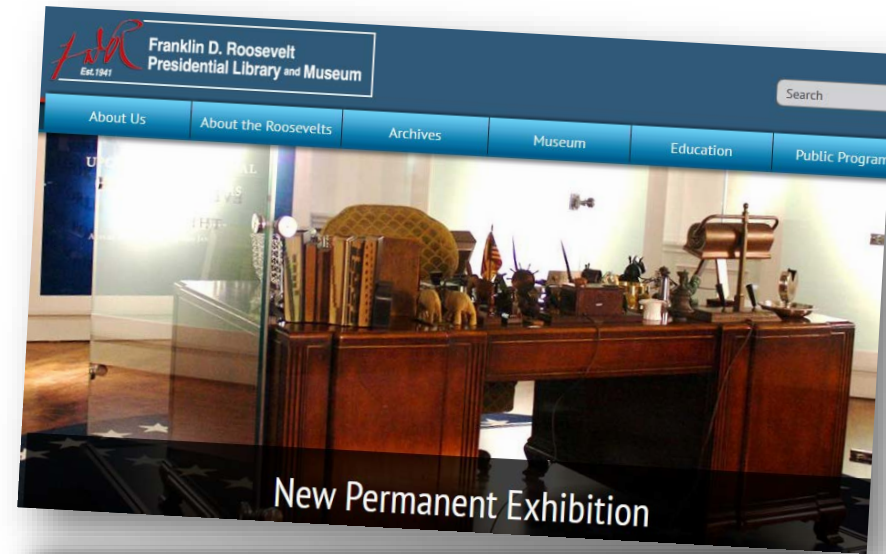 FDR
Est.1941
Franklin D. Roosevelt
Presidential Library and Museum
Search
About Us
About the Roosevelts
Archives
Museum
Education
Public Program
New Permanent Exhibition